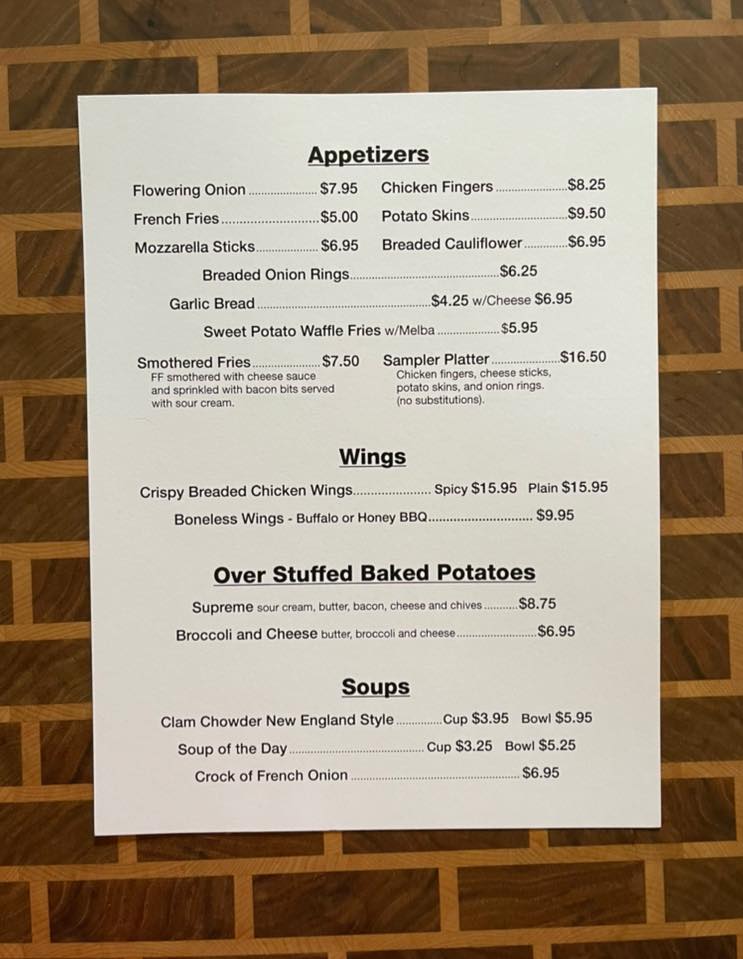 Appetizers
Flowering Onion ..................... $7.95 Chicken Fingers ......................$8.25
French Fries..............................$5.00 Potato Skins..............................$9.50
Mozzarella Sticks................... $6.95 Breaded Cauliflower.............$6.95
Breaded Onion Rings..............................................$6.25
Garlic Bread .....................................................$4.25 w/Cheese $6.95
Sweet Potato Waffle Fries w/Melba ...................$5.95
Smothered Fries..................... $7.50 Sampler Platter.....................$16.50
FF smothered with cheese sauce
and sprinkled with bacon bits served
with sour cream.
Chicken fingers, cheese sticks,
potato skins, and onion rings.
(no substitutions).
Wings
Crispy Breaded Chicken Wings...................... Spicy $15.95 Plain $15.95
Boneless Wings - Buffalo or Honey BBQ.............................. $9.95
Over Stuffed Baked Potatoes
Supreme sour cream, butter, bacon, cheese and chives ..........$8.75
Broccoli and Cheese butter, broccoli and cheese........................$6.95
Soups
Clam Chowder New England Style..............Cup $3.95 Bowl $5.95
Soup of the Day......................................... Cup $3.25 Bowl $5.25
Crock of French Onion .................................................... $6.95